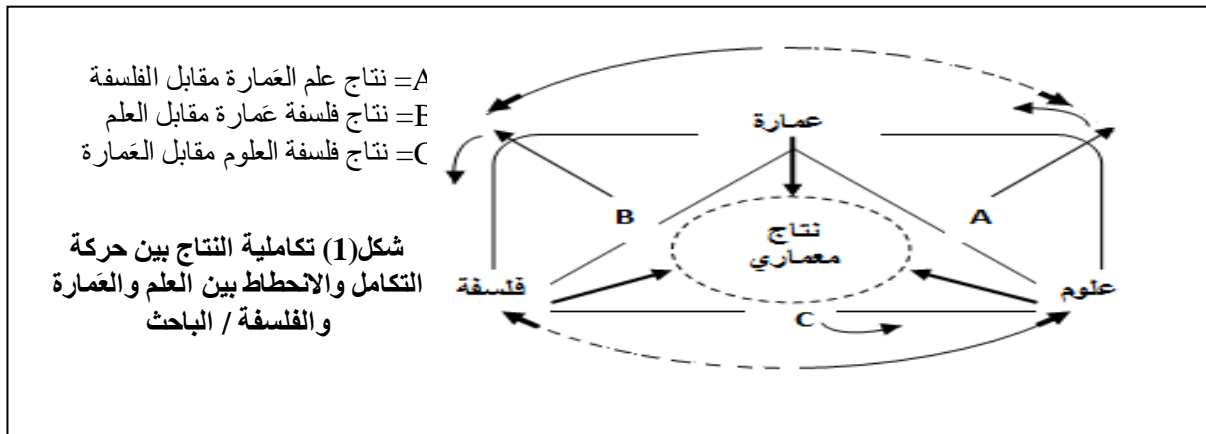 A= نتاج علم العَمارة مقابل الفلسفة
B= نتاج فلسفة عَمارة مقابل العلم
C= نتاج فلسفة العلوم مقابل العَمارة
شكل(1) تكاملية النتاج بين حركة
التكامل والانحطاط بين العلم والعَمارة
والفلسفة / الباحث
عمارة
B
A
نتاج
معماري
فلسفة
علوم
C